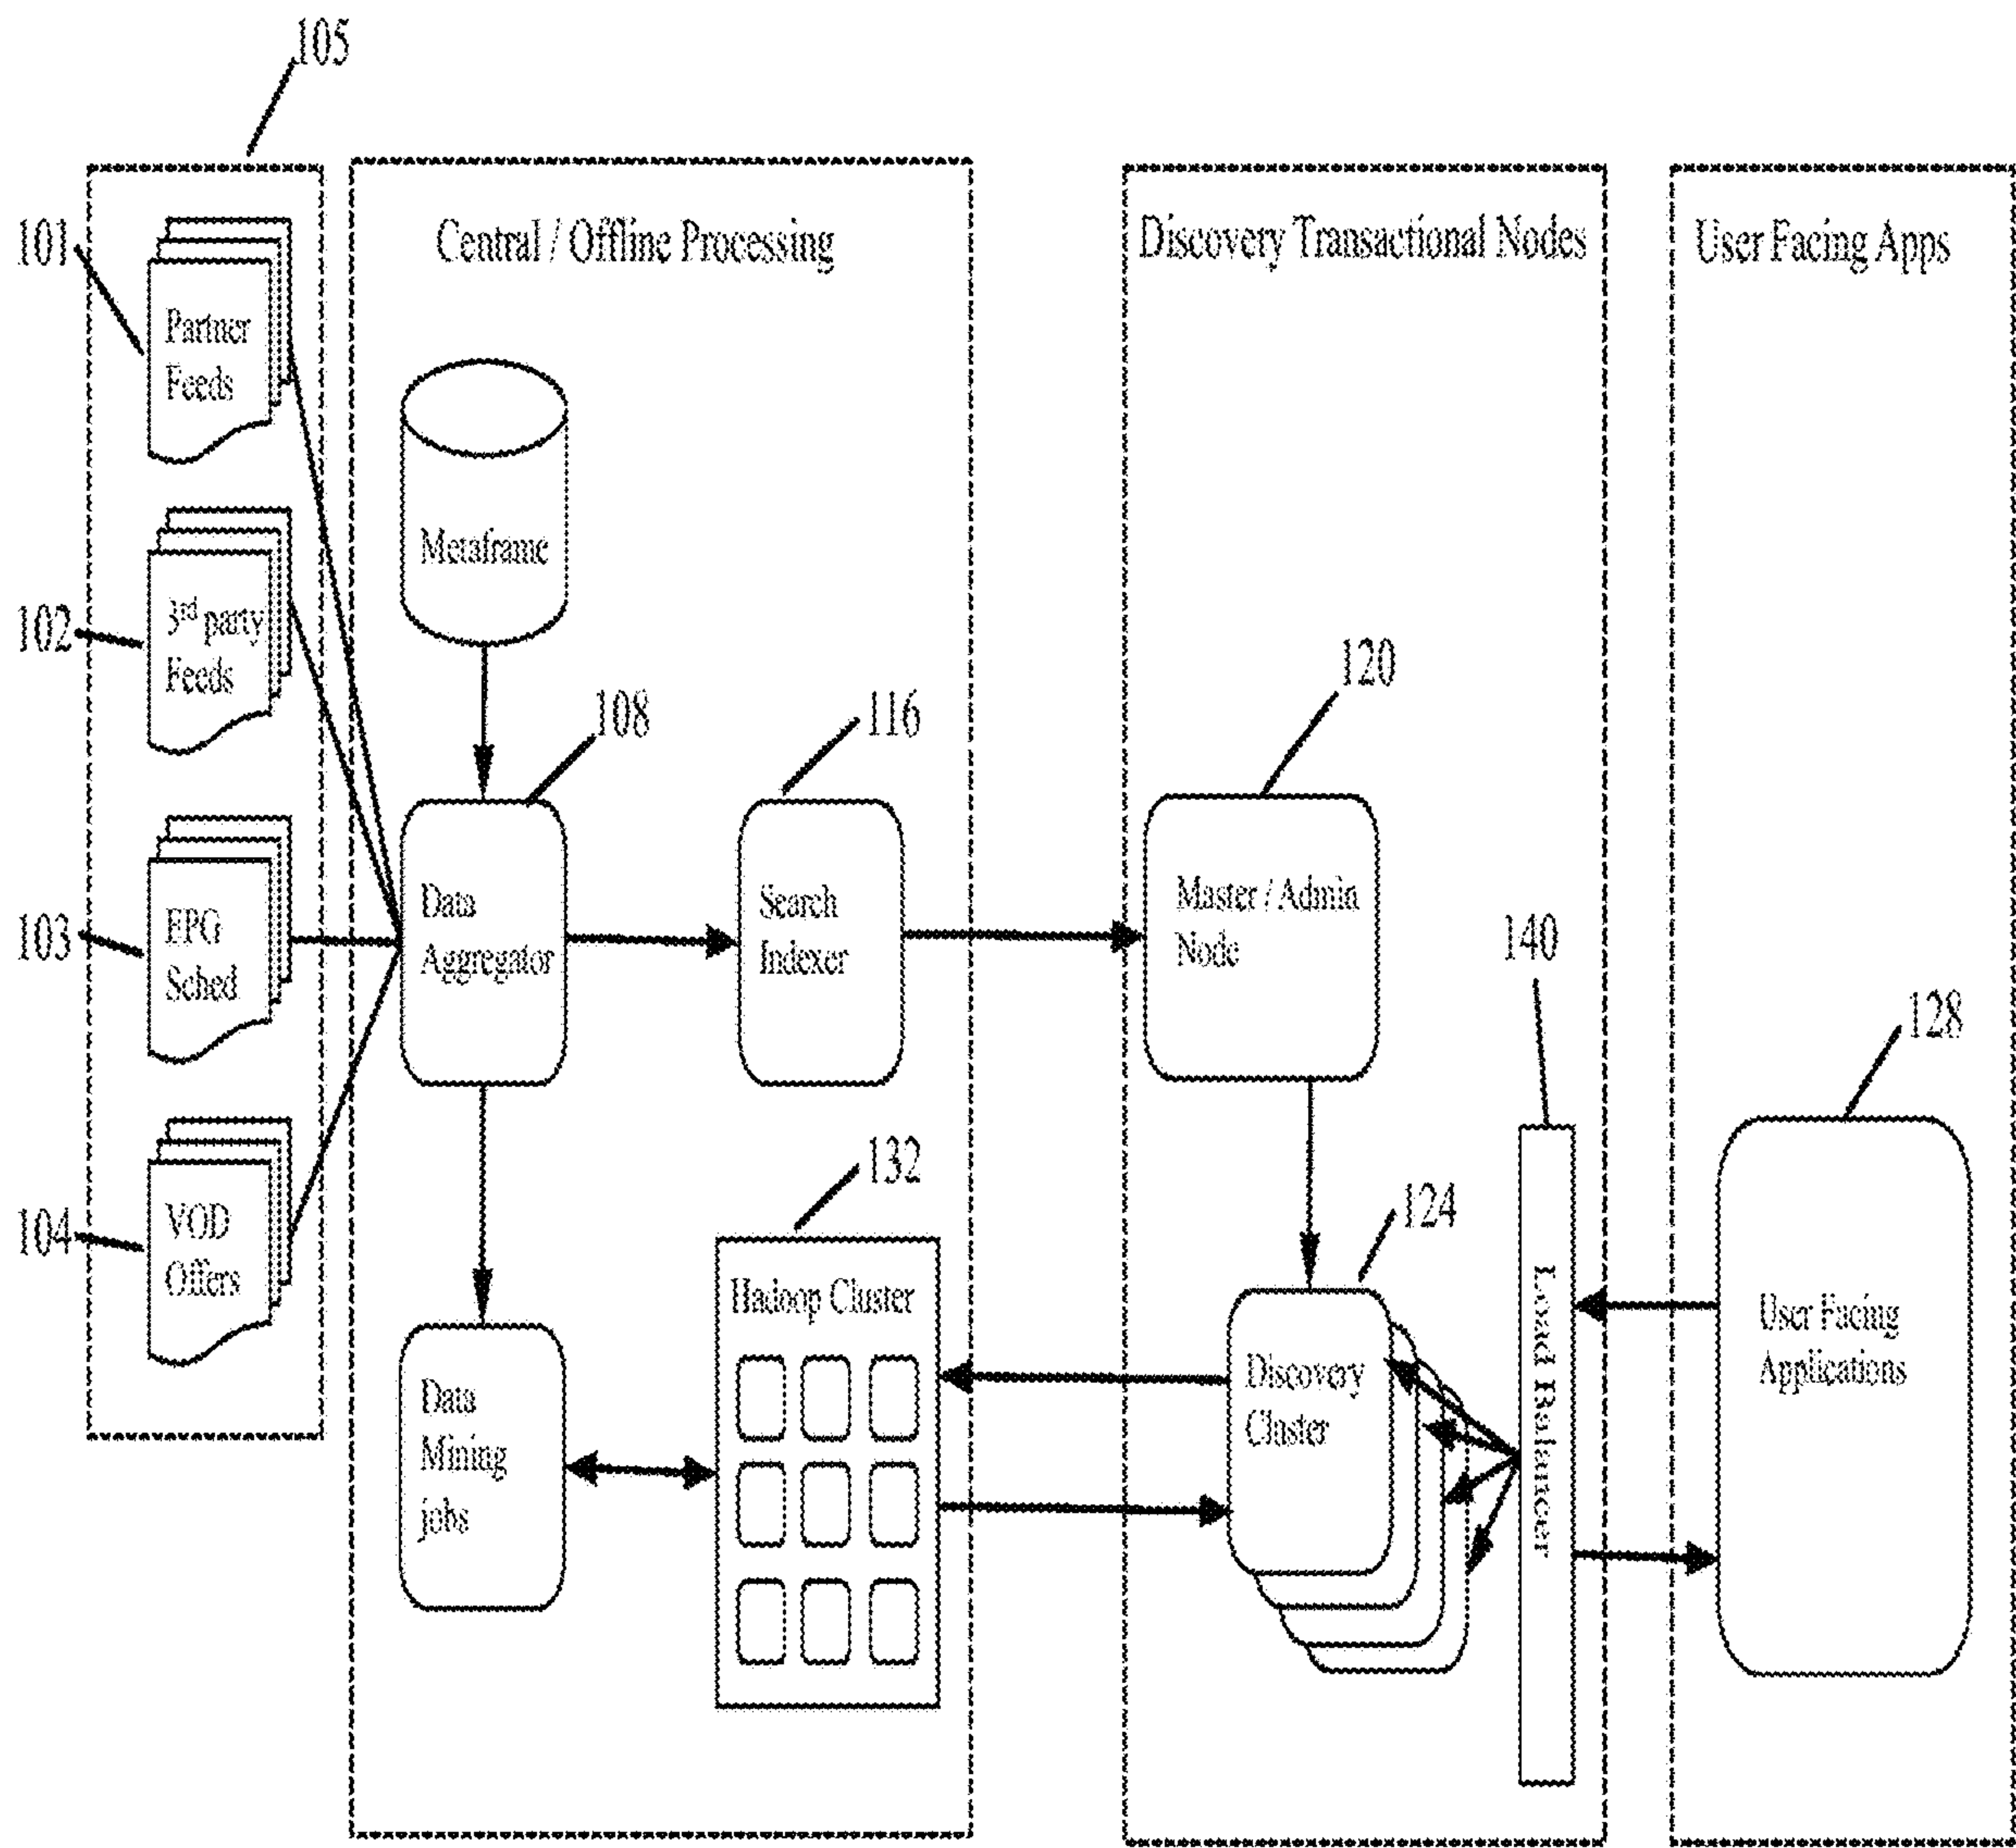 105
Central / Offline Processing
Discovery Transactional Nodes
User Facing Apps
101
Partner
Feeds
Metaframe
102
3rd party
Feeds
108
116
120
103
EPG
Sched
Data
Aggregator
Search
Indexer
Master / Admin
Node
140
128
104
VOD
Offers
132
124
Data
Mining
jobs
Hadoop Cluster
Discovery
Cluster
Load Balancer
User Facing
Applications